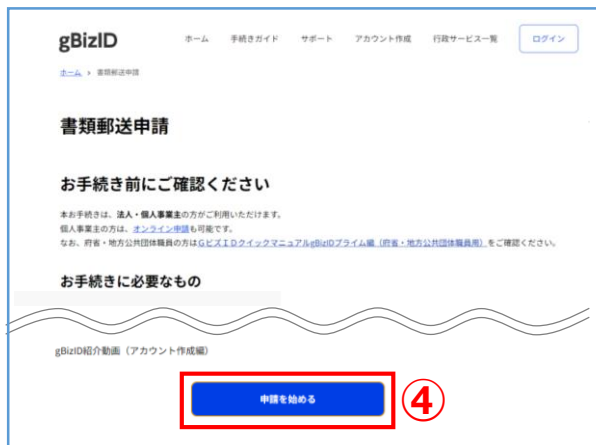 gBizID ホーム 手続きガイド サポート アカウント作成 行政サービス一覧 ログイン
ホーム > 書類郵送申請
書類郵送申請
お手続き前にご確認ください
本お手続きは、法人・個人事業主の方がご利用いただけます。
個人事業主の方は、オンライン申請も可能です。
なお、府省・地方公共団体職員の方はGビズIDクイックマニュアルgBizIDプライム編（府省・地方公共団体職員用）をご確認ください。
お手続きに必要なもの
gBizID紹介動画（アカウント作成編）
申請を始める ④